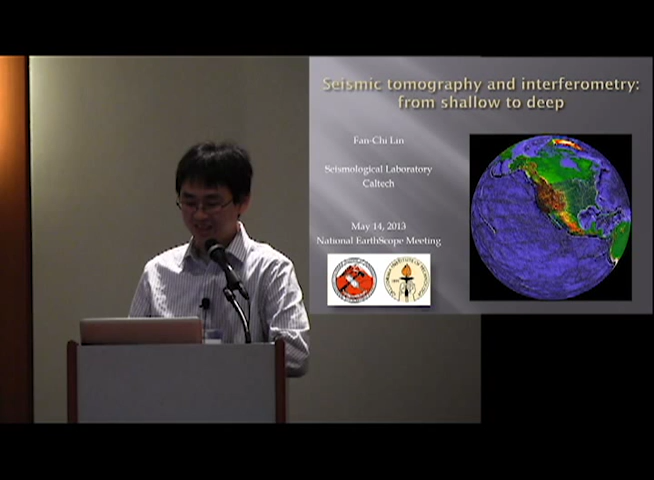 Seismic tomography and interferometry:
from shallow to deep
Fan-Chi Lin
Seismological Laboratory
Caltech
May 14, 2013
National EarthScope Meeting